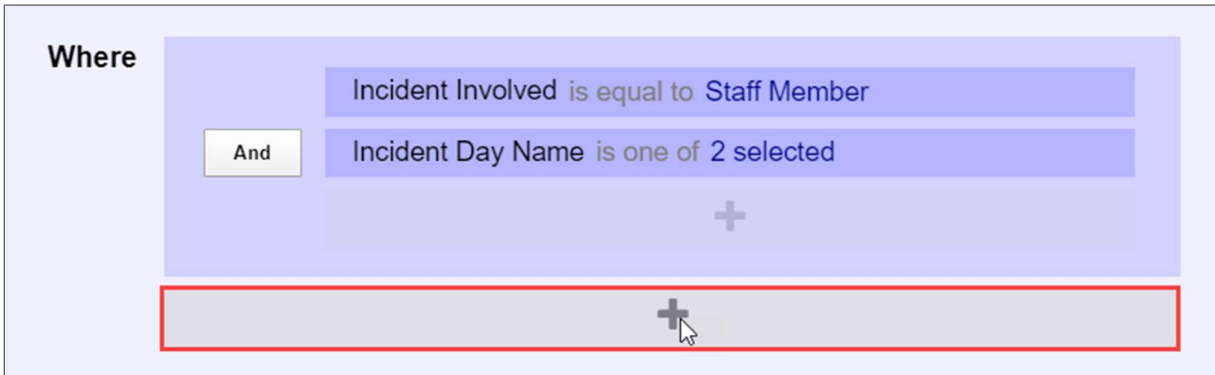 Where
Incident Involved is equal to Staff Member
And
Incident Day Name is one of 2 selected